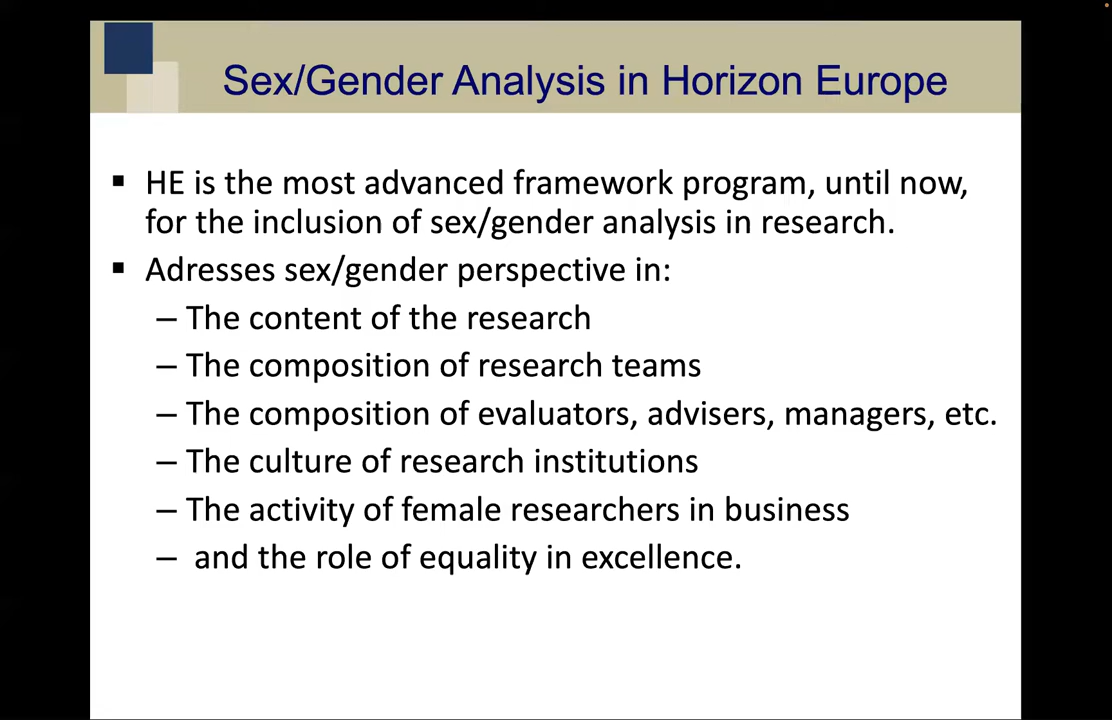 Sex/Gender Analysis in Horizon Europe
▪ HE is the most advanced framework program, until now,
for the inclusion of sex/gender analysis in research.
▪ Adresses sex/gender perspective in:
– The content of the research
– The composition of research teams
– The composition of evaluators, advisers, managers, etc.
– The culture of research institutions
– The activity of female researchers in business
– and the role of equality in excellence.